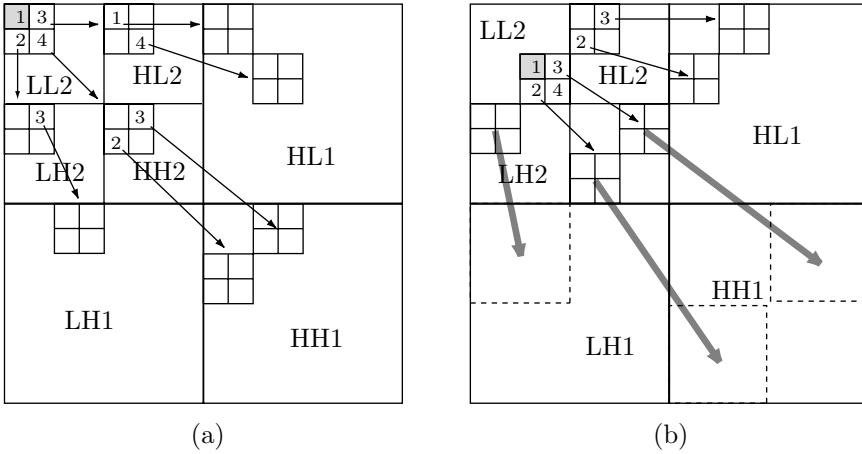 1 3 1 3
2 4 4 2
LL2 HL2 LL2 HL2
1 3
2 4
3 3
2
LH2 HH2 HL1 LH2 HL1
LH1 HH1 LH1 HH1
(a) (b)